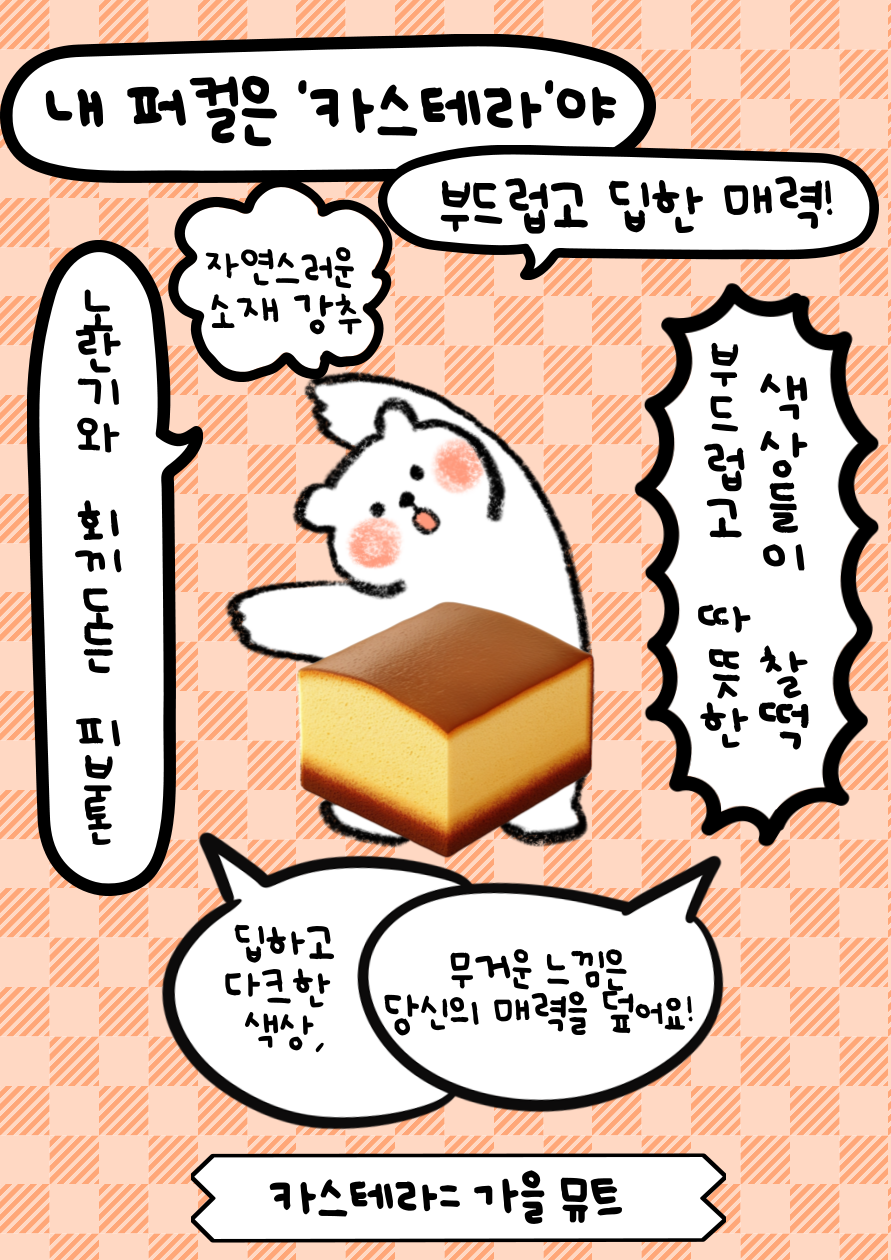 내 퍼컬은 '카스테라'야
부드럽고 딥한 매력!
자연스러운
소재 강추
노란기와 회끼도는 피부톤
색상들이 찰떡
부드럽고 따뜻한
딥하고
다크한
색상,
무거운 느낌은
당신의 매력을 덮어요!
카스테라= 가을 뮤트